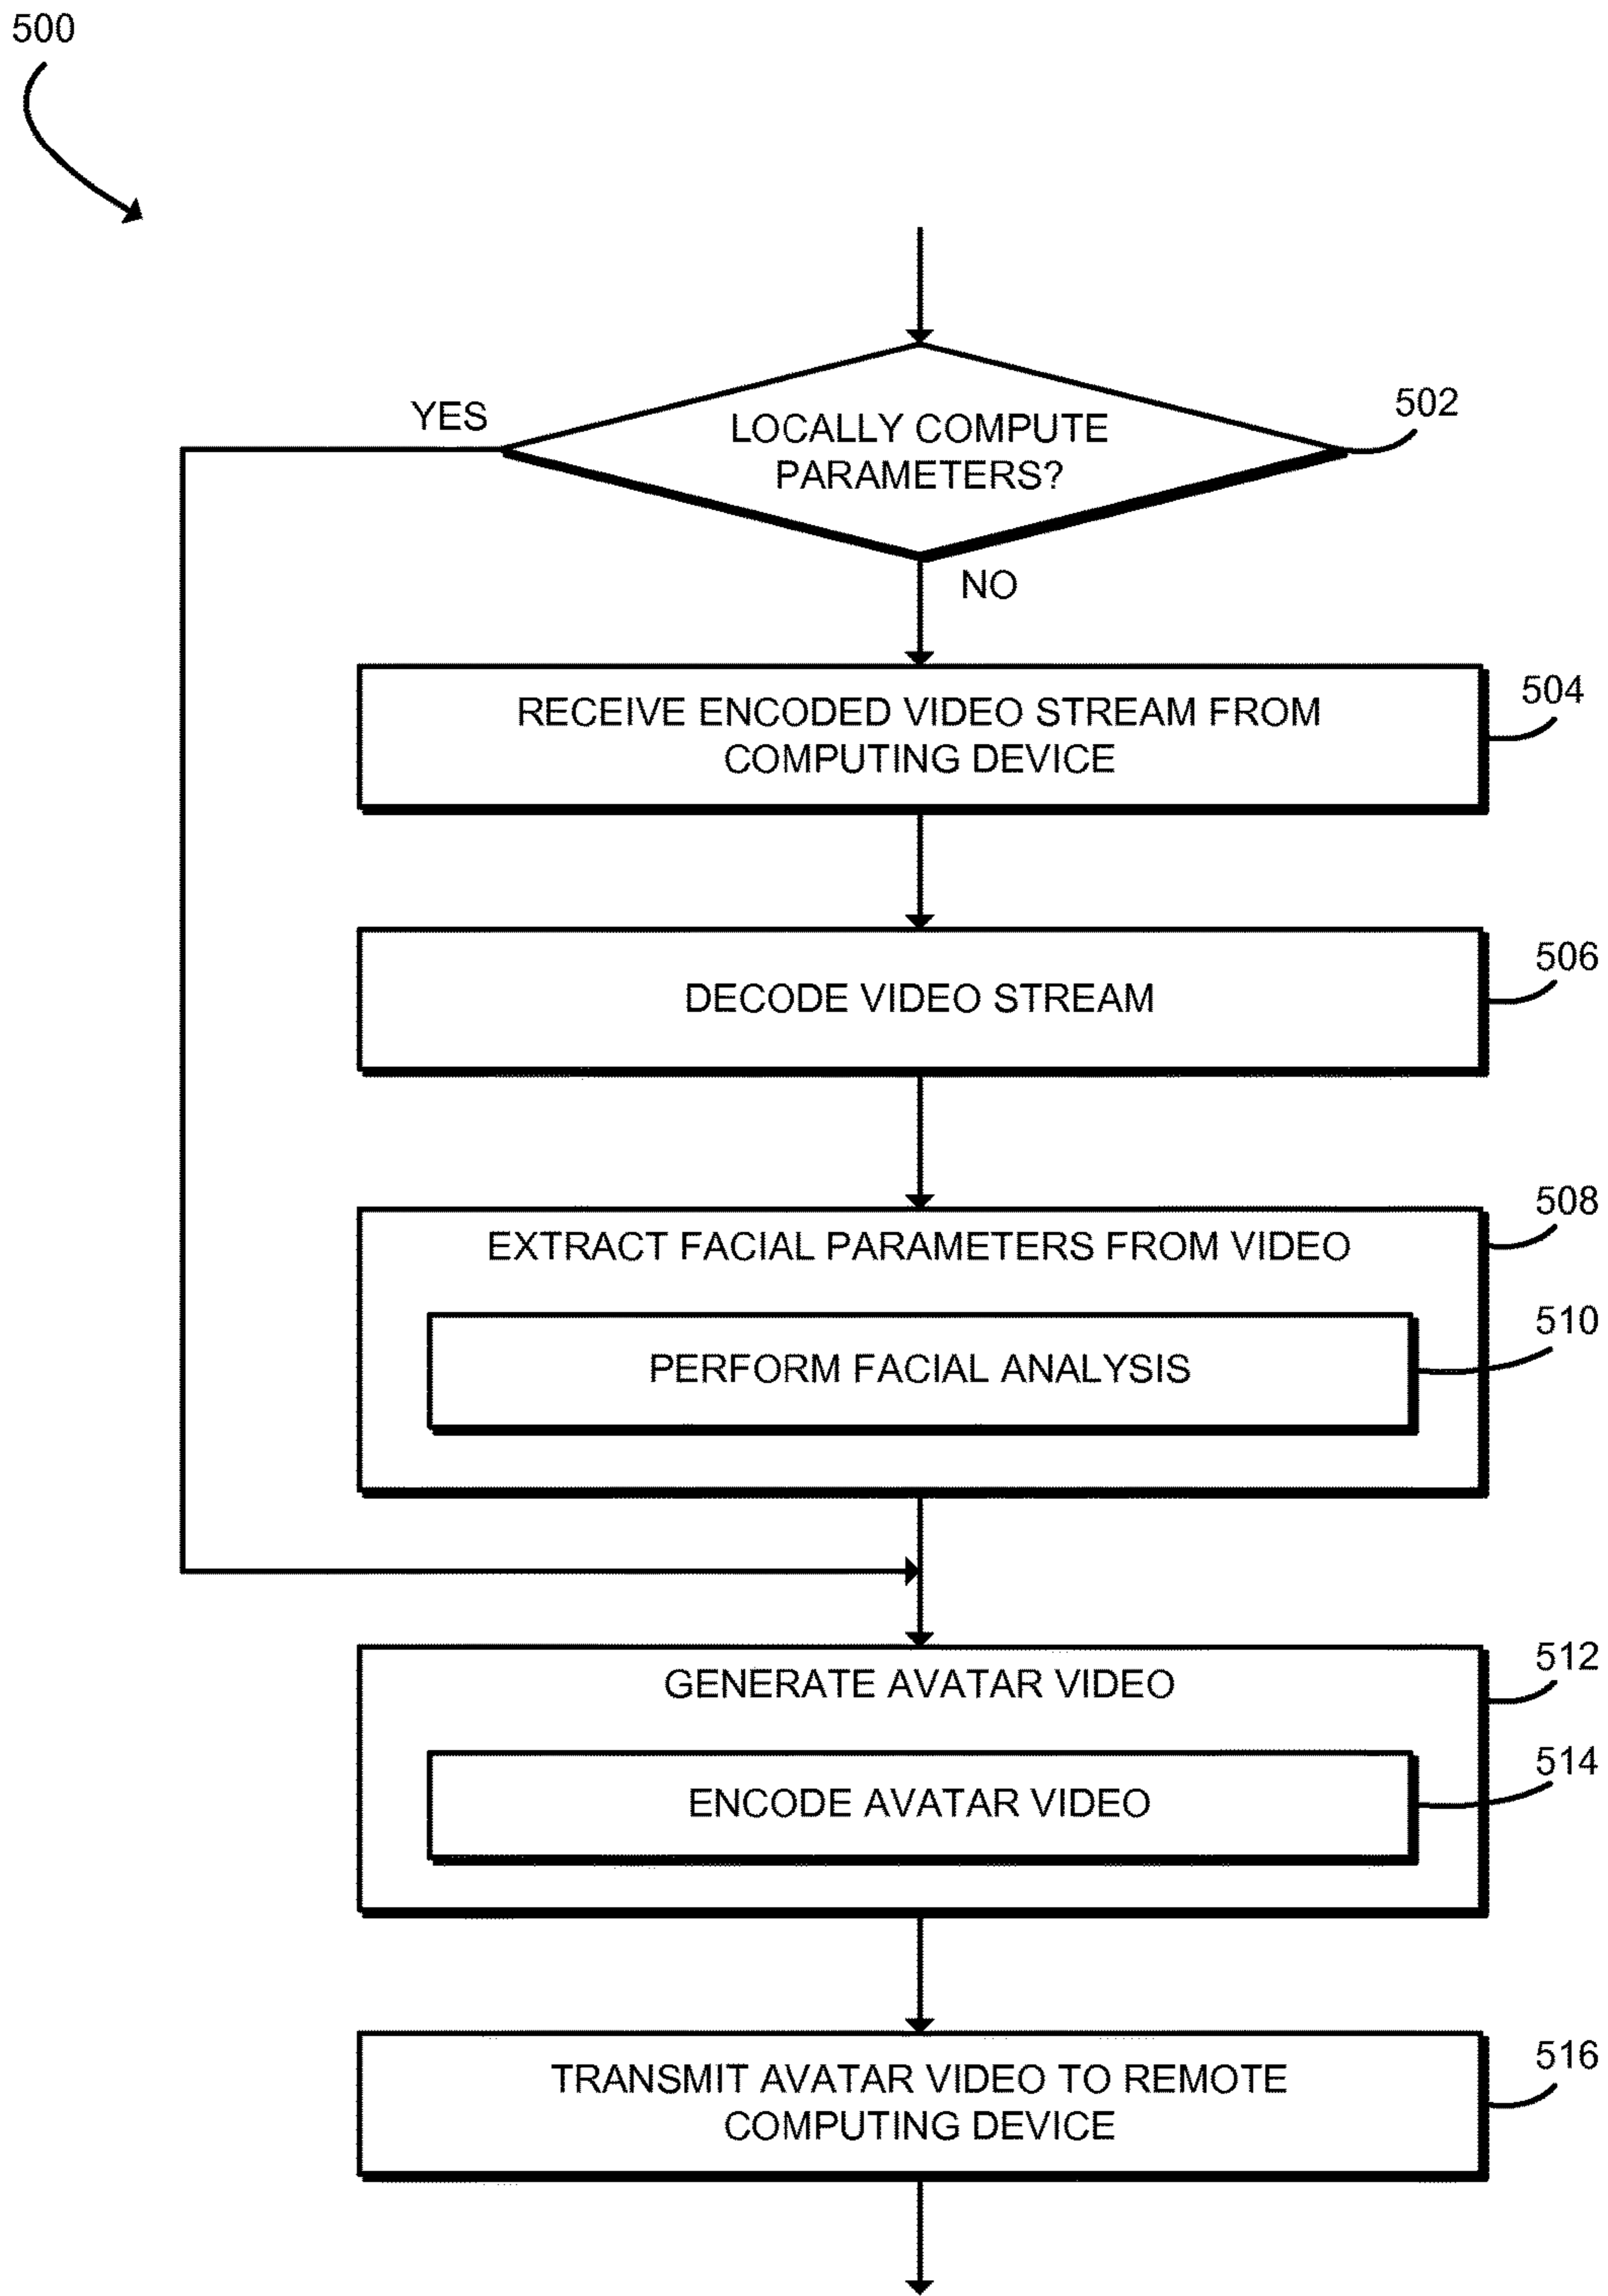 500
LOCALLY COMPUTE
PARAMETERS?
502
YES
NO
RECEIVE ENCODED VIDEO STREAM FROM
COMPUTING DEVICE
504
DECODE VIDEO STREAM
506
EXTRACT FACIAL PARAMETERS FROM VIDEO
508
PERFORM FACIAL ANALYSIS
510
GENERATE AVATAR VIDEO
512
ENCODE AVATAR VIDEO
514
TRANSMIT AVATAR VIDEO TO REMOTE
COMPUTING DEVICE
516